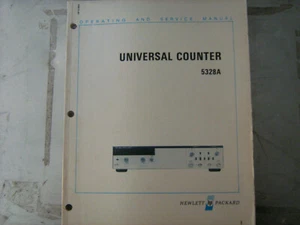 OPERATING AND SERVICE MANUAL
UNIVERSAL COUNTER
5328A
HEWLETT PACKARD